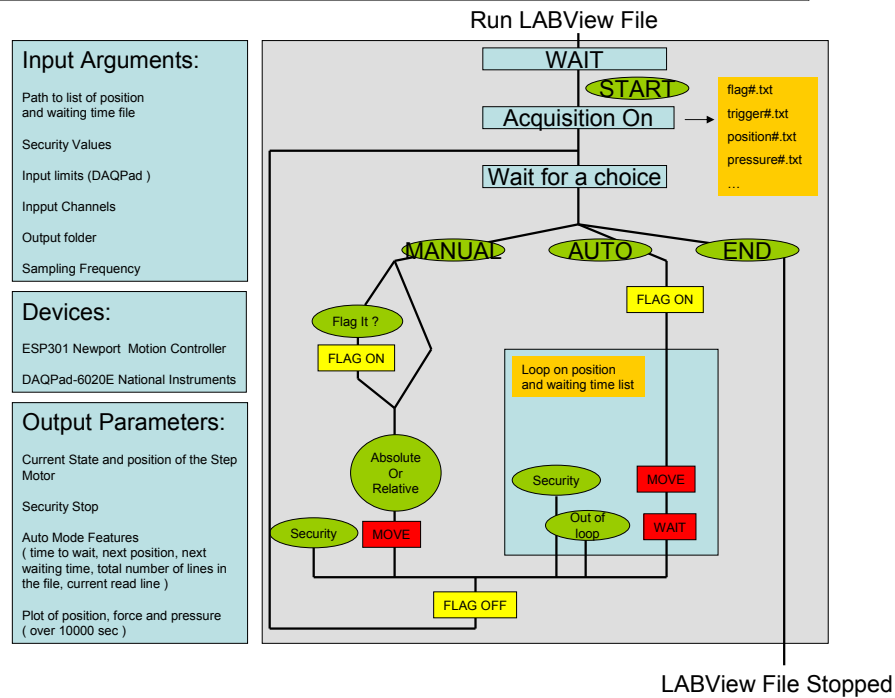 Run LABView File
Input Arguments:
Path to list of position
and waiting time file
Security Values
Input limits (DAQPad )
Inpput Channels
Output folder
Sampling Frequency
Devices:
ESP301 Newport Motion Controller
DAQPad-6020E National Instruments
Output Parameters:
Current State and position of the Step
Motor
Security Stop
Auto Mode Features
( time to wait, next position, next
waiting time, total number of lines in
the file, current read line )
Plot of position, force and pressure
( over 10000 sec )
WAIT
START
Acquisition On
flag#.txt
trigger#.txt
position#.txt
pressure#.txt
…
Wait for a choice
MANUAL
AUTO
END
Flag It ?
FLAG ON
FLAG ON
Loop on position
and waiting time list
Absolute
Or
Relative
Security
MOVE
Security
Out of
loop
MOVE
WAIT
FLAG OFF
LABView File Stopped